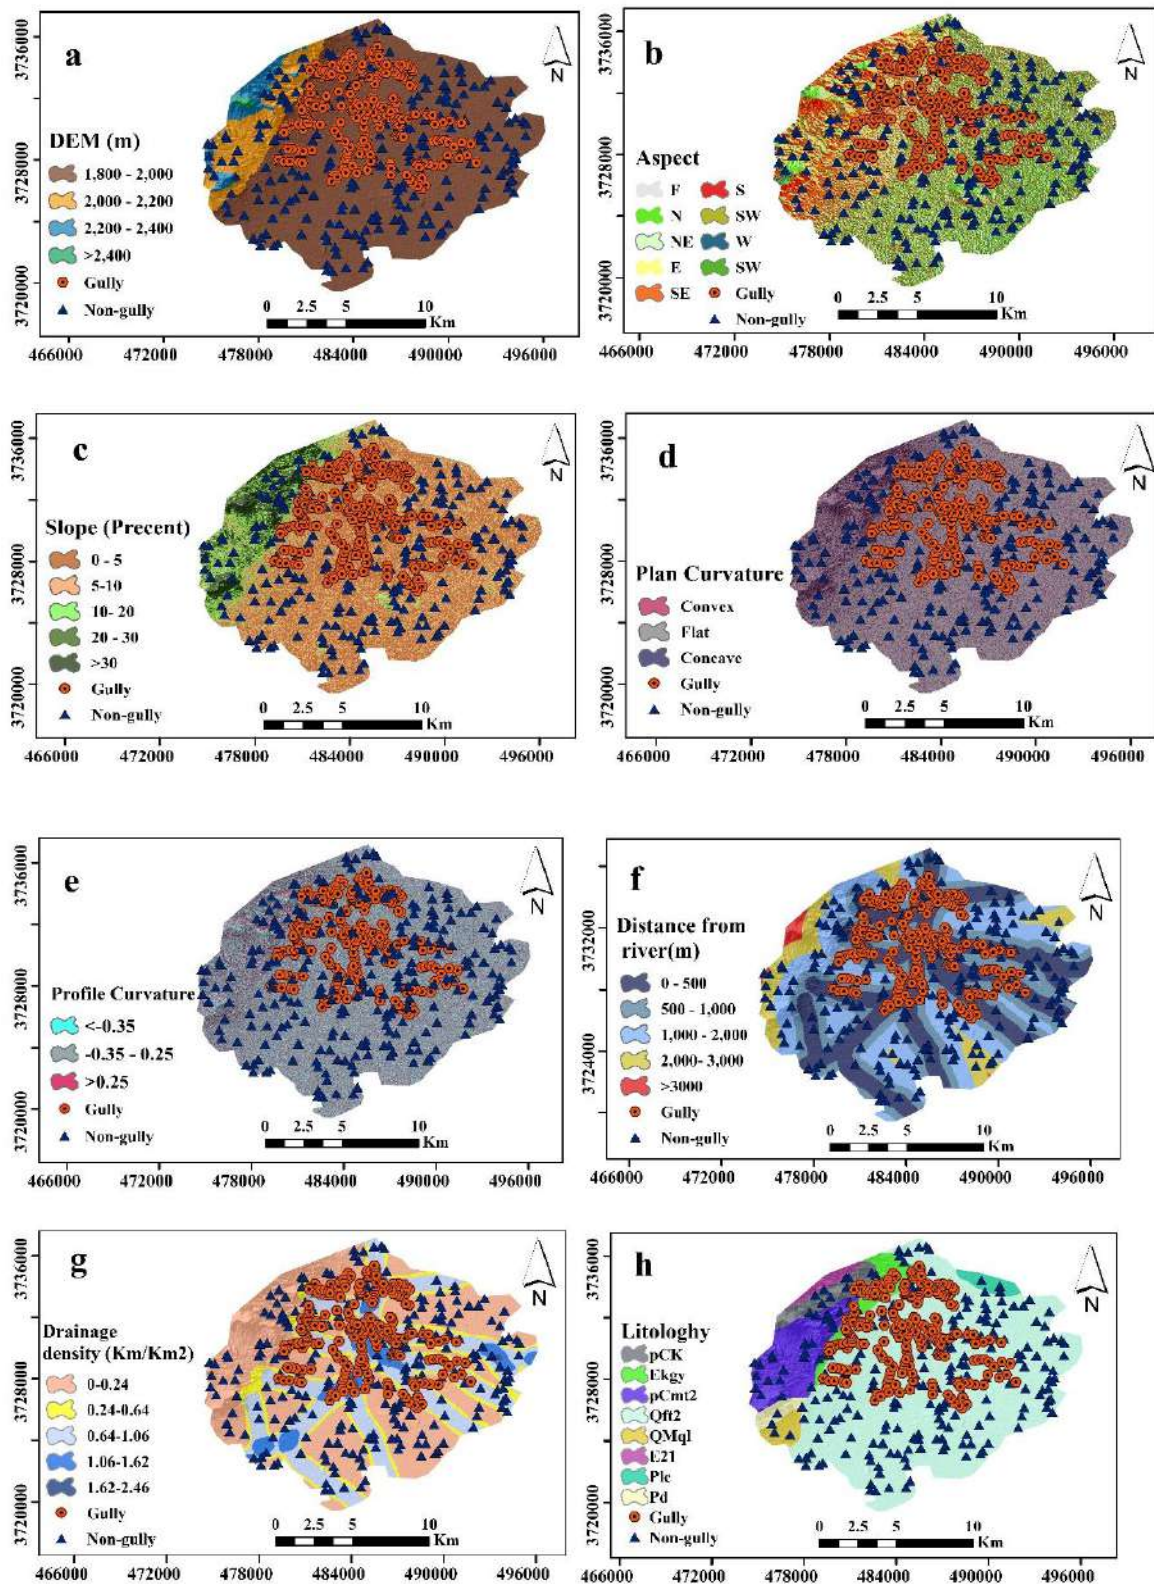 a
N
DEM (m)
1,800 - 2,000
2,000 - 2,200
2,200 - 2,400
>2,400
Gully
Non-gully
0 2.5 5 10
Km
3736000
3728000
3720000
466000 472000 478000 484000 490000 496000
b
N
Aspect
F S
N SW
NE W
E SW
SE Gully
Non-gully
0 2.5 5 10
Km
3736000
3728000
3720000
466000 472000 478000 484000 490000 496000
c
N
Slope (Precent)
0 - 5
5-10
10- 20
20 - 30
>30
Gully
Non-gully
0 2.5 5 10
Km
3736000
3728000
3720000
466000 472000 478000 484000 490000 496000
d
N
Plan Curvature
Convex
Flat
Concave
Gully
Non-gully
0 2.5 5 10
Km
3736000
3728000
3720000
466000 472000 478000 484000 490000 496000
e
N
Profile Curvature
<-0.35
-0.35 - 0.25
>0.25
Gully
Non-gully
0 2.5 5 10
Km
3736000
3728000
3720000
466000 472000 478000 484000 490000 496000
f
N
Distance from
river(m)
0 - 500
500 - 1,000
1,000 - 2,000
2,000- 3,000
>3000
Gully
Non-gully
0 2.5 5 10
Km
3732000
3724000
466000 472000 478000 484000 490000 496000
g
N
Drainage
density (Km/Km2)
0-0.24
0.24-0.64
0.64-1.06
1.06-1.62
1.62-2.46
Gully
Non-gully
0 2.5 5 10
Km
3736000
3728000
3720000
466000 472000 478000 484000 490000 496000
h
N
Litologhy
pCK
Ekgy
pCmt2
Qft2
QMql
E2l
Plc
Pd
Gully
Non-gully
0 2.5 5 10
Km
3736000
3728000
3720000
466000 472000 478000 484000 490000 496000